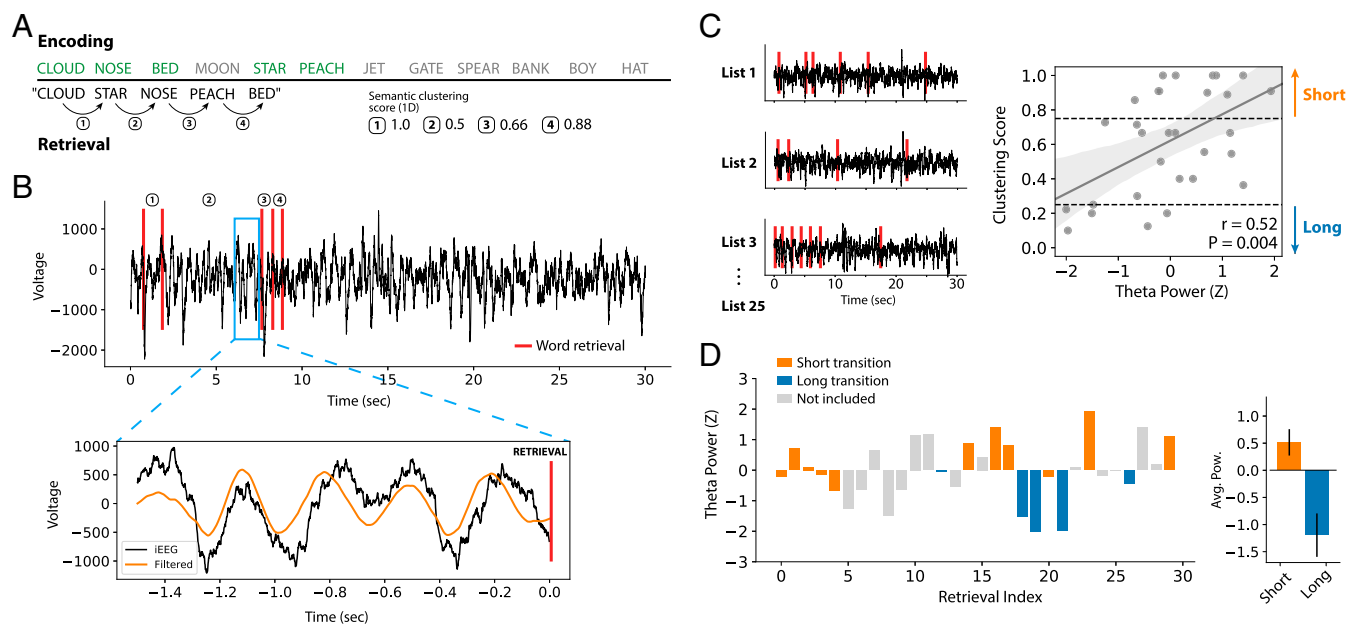 A
Encoding
CLOUD NOSE BED MOON STAR PEACH JET GATE SPEAR BANK BOY HAT
"CLOUD STAR NOSE PEACH BED"
1 2 3 4
Semantic clustering
score (1D)
1 1.0 2 0.5 3 0.66 4 0.88
Retrieval
B
1 2 3 4
Voltage
1000
0
−1000
−2000
Word retrieval
0 5 10 15 20 25 30
Time (sec)
RETRIEVAL
Voltage
1000
500
0
−500
−1000
iEEG
Filtered
−1.4 −1.2 −1.0 −0.8 −0.6 −0.4 −0.2 0.0
Time (sec)
C
List 1
List 2
List 3
0 10 20 30
Time (sec)
List 25
Clustering Score
1.0
0.8
0.6
0.4
0.2
0.0
r = 0.52
P = 0.004
−2 −1 0 1 2
Theta Power (Z)
Short
Long
D
Short transition
Long transition
Not included
Theta Power (Z)
3
2
1
0
−1
−2
−3
0 5 10 15 20 25 30
Retrieval Index
Avg. Pow.
1.0
0.5
0.0
−0.5
−1.0
−1.5
Short Long